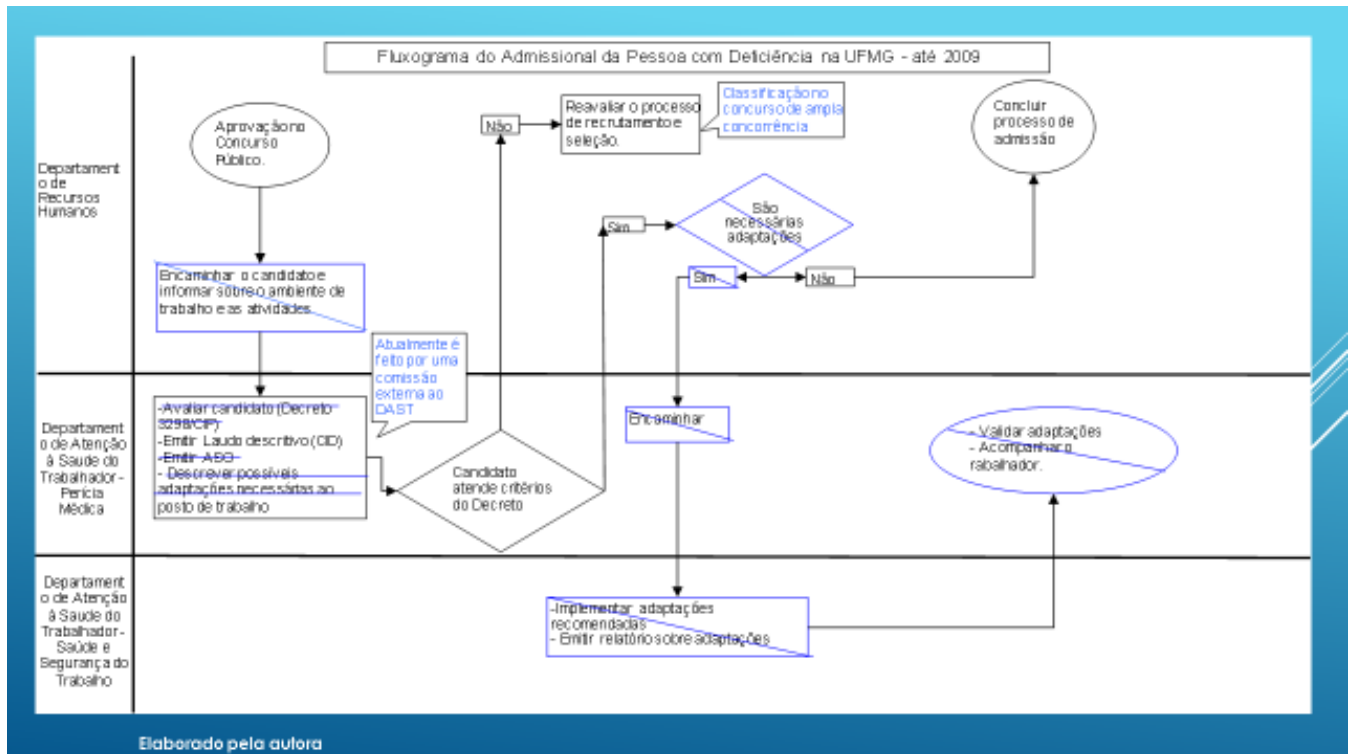 Fluxograma do Admissional da Pessoa com Deficiência na UFMG - até 2009
Departament
o de
Recursos
Humanos
Aprovação no
Concurso
Público.
Não
Reavaliar o processo
de recrutamento e
seleção.
Classificação no
concurso de ampla
concorrência
Concluir
processo de
admissão
Sim
São
necessárias
adaptações
Sim
Não
Encaminhar o candidato e
informar sobre o ambiente de
trabalho e as atividades.
Atualmente é
feito por uma
comissão
externa ao
DAST
Departament
o de Atenção
à Saude do
Trabalhador-
Perícia
Médica
-Avaliar candidato (Decreto
3298/CIF)
-Emitir Laudo descritivo (CID)
-Emitir ASO
- Descrever possíveis
adaptações necessárias ao
posto de trabalho
Candidato
atende critérios
do Decreto
Encaminhar
- Validar adaptações
- Acompanhar o
rabalhador.
Departament
o de Atenção
à Saude do
Trabalhador-
Saúde e
Segurança do
Trabalho
-Implementar adaptações
recomendadas
- Emitir relatório sobre adaptações
Elaborado pela autora